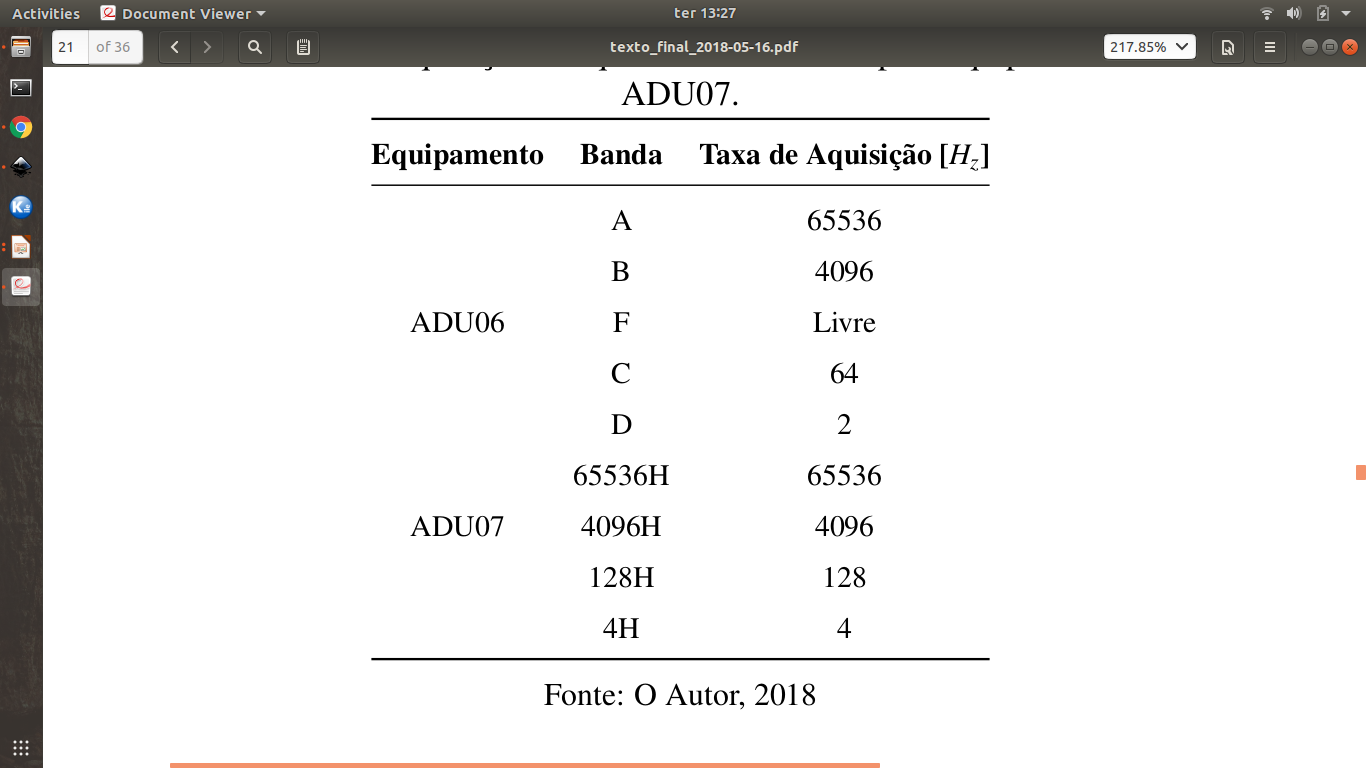 Activities Document Viewer ter 13:27
21 of 36 texto_final_2018-05-16.pdf 217.85%
ADU07.
Equipamento Banda Taxa de Aquisição [Hz]
A 65536
B 4096
ADU06 F Livre
C 64
D 2
65536H 65536
ADU07 4096H 4096
128H 128
4H 4
Fonte: O Autor, 2018